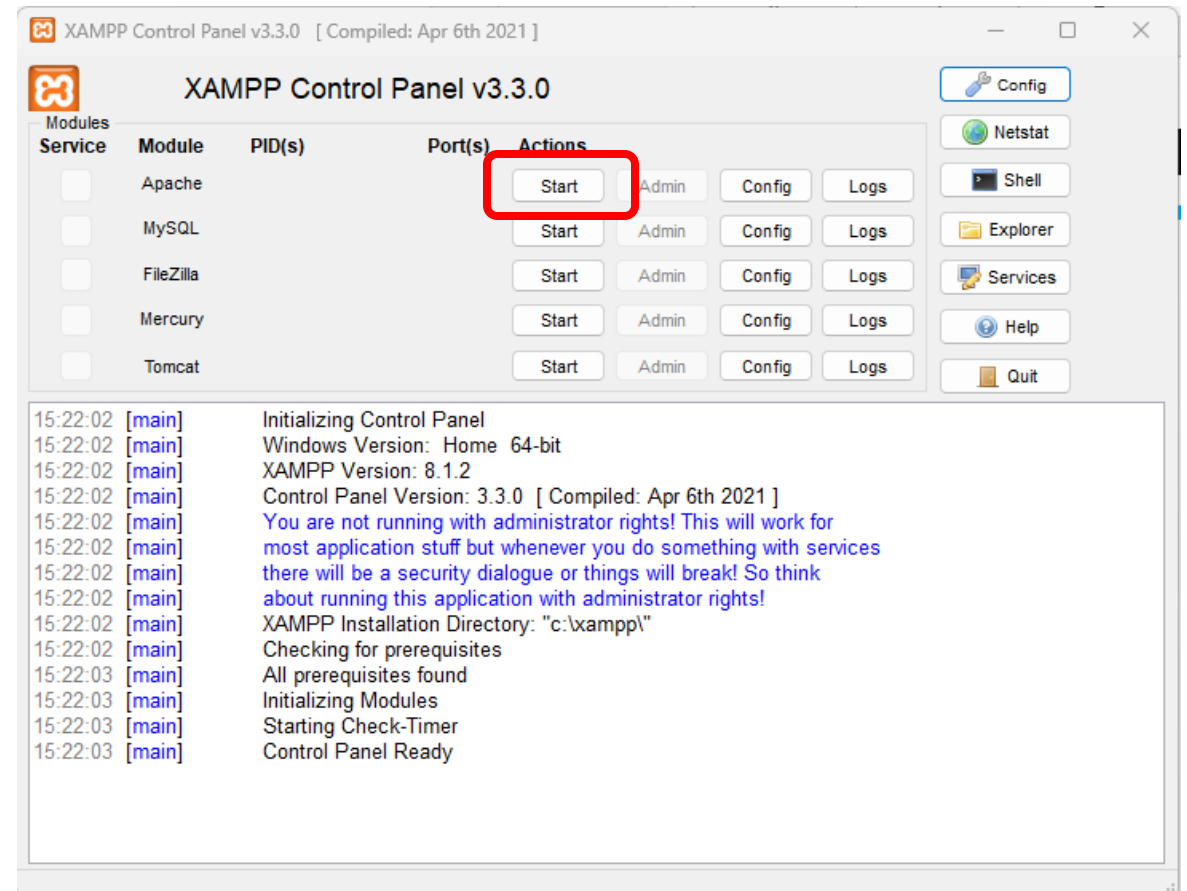 XAMPP Control Panel v3.3.0 [ Compiled: Apr 6th 2021 ]
XAMPP Control Panel v3.3.0
Config
Modules
Service Module PID(s) Port(s) Actions
Netstat
Apache Start Admin Config Logs
Shell
MySQL Start Admin Config Logs
Explorer
FileZilla Start Admin Config Logs
Services
Mercury Start Admin Config Logs
Help
Tomcat Start Admin Config Logs
Quit
15:22:02 [main] Initializing Control Panel
15:22:02 [main] Windows Version: Home 64-bit
15:22:02 [main] XAMPP Version: 8.1.2
15:22:02 [main] Control Panel Version: 3.3.0 [ Compiled: Apr 6th 2021 ]
15:22:02 [main] You are not running with administrator rights! This will work for
15:22:02 [main] most application stuff but whenever you do something with services
15:22:02 [main] there will be a security dialogue or things will break! So think
15:22:02 [main] about running this application with administrator rights!
15:22:02 [main] XAMPP Installation Directory: "c:\xampp\"
15:22:02 [main] Checking for prerequisites
15:22:03 [main] All prerequisites found
15:22:03 [main] Initializing Modules
15:22:03 [main] Starting Check-Timer
15:22:03 [main] Control Panel Ready